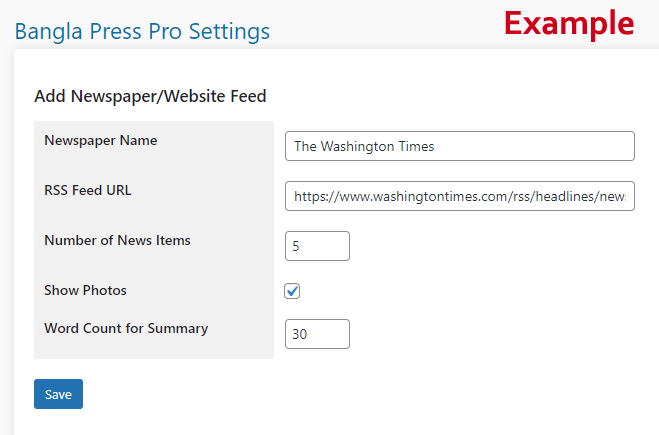 Bangla Press Pro Settings
Example
Add Newspaper/Website Feed
Newspaper Name
The Washington Times
RSS Feed URL
https://www.washingtontimes.com/rss/headlines/news
Number of News Items
5
Show Photos
Word Count for Summary
30
Save